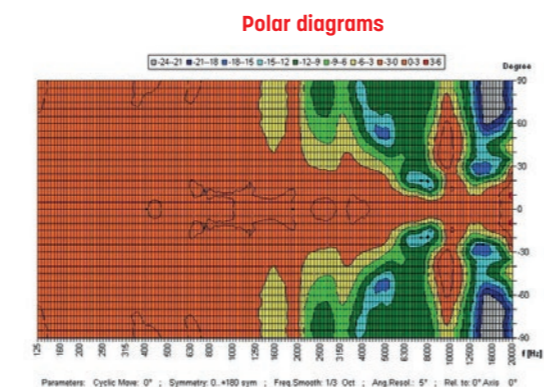 Polar diagrams
-24--21 -21--18 -18-15 -15-12 -12-9 -9-6 -6-3 -3-0 0-3 3-6
Degree
90
60
30
-0
-30
-60
-90
125 160 200 250 315 400 500 630 800 1000 1250 1600 2000 2500 3150 4000 5000 6300 8000 10000 12500 16000 20000 f [Hz]
Parameters: Cyclic Move: 0° ; Symmetry: 0..+180 sym ; Freq.Smooth: 1/3 Oct ; Ang.Resol.: 5° ; Rel. to: 0° Axis 0°